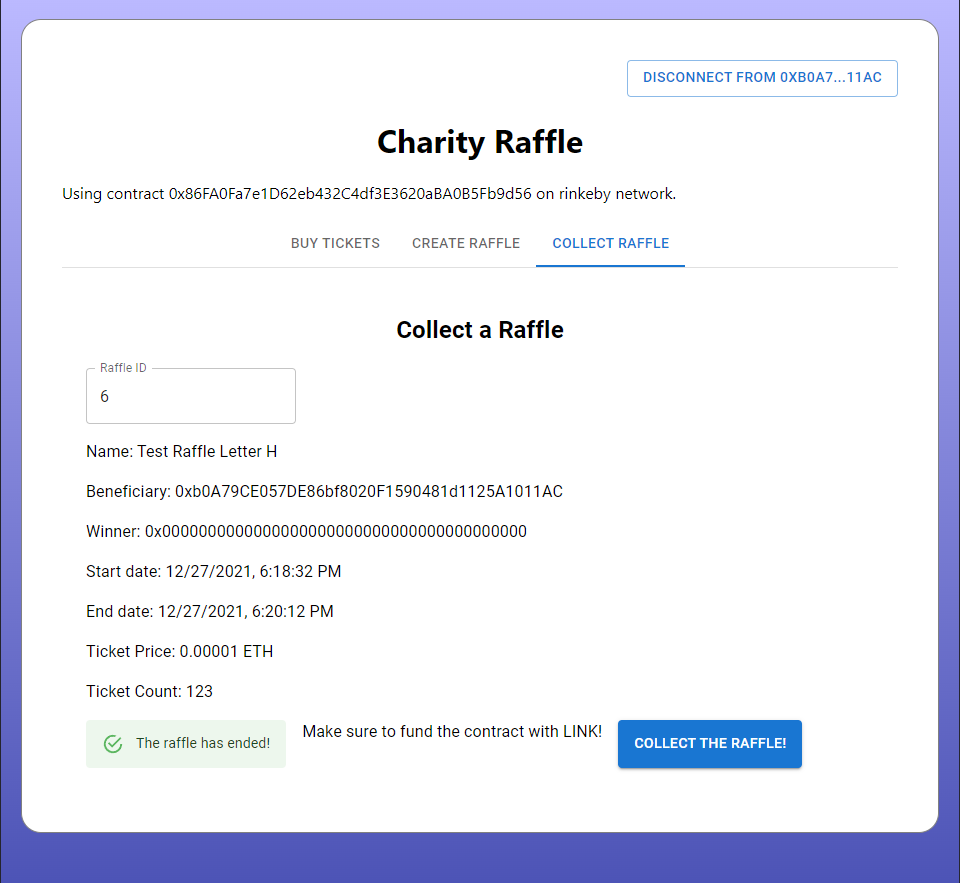 DISCONNECT FROM 0XB0A7...11AC
Charity Raffle
Using contract 0x86FA0Fa7e1D62eb432C4df3E3620aBA0B5Fb9d56 on rinkeby network.
BUY TICKETS CREATE RAFFLE COLLECT RAFFLE
Collect a Raffle
Raffle ID
6
Name: Test Raffle Letter H
Beneficiary: 0xb0A79CE057DE86bf8020F1590481d1125A1011AC
Winner: 0x0000000000000000000000000000000000000000
Start date: 12/27/2021, 6:18:32 PM
End date: 12/27/2021, 6:20:12 PM
Ticket Price: 0.00001 ETH
Ticket Count: 123
The raffle has ended! Make sure to fund the contract with LINK! COLLECT THE RAFFLE!